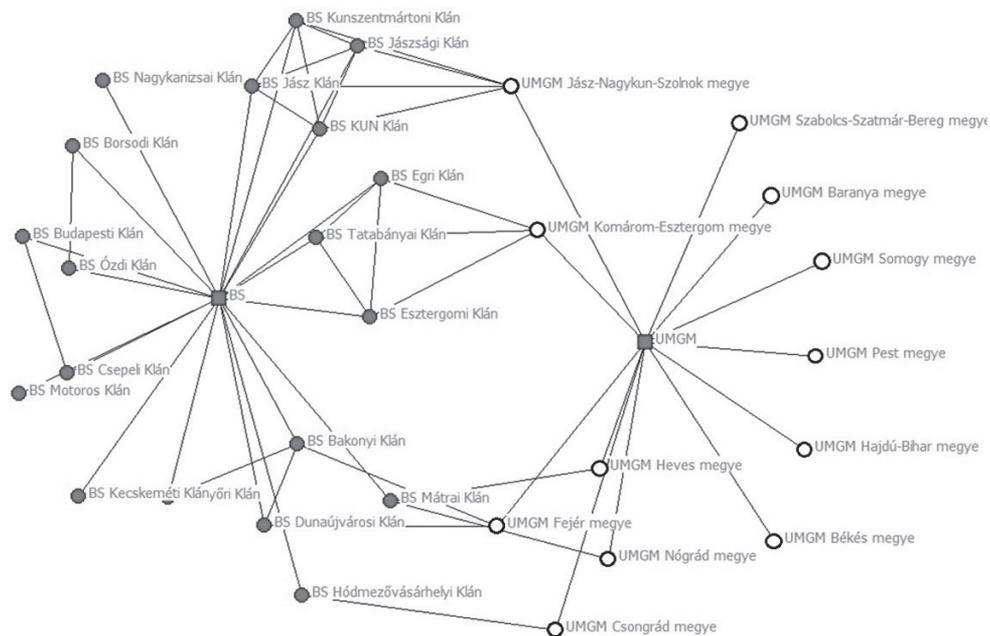 BS Kunszentmártoni Klán
BS Jászsági Klán
BS Nagykanizsai Klán
BS Jász Klán
UMGM Jász-Nagykun-Szolnok megye
BS KUN Klán
UMGM Szabolcs-Szatmár-Bereg megye
BS Borsodi Klán
BS Egri Klán
UMGM Baranya megye
BS Budapesti Klán
BS Tatabányai Klán
UMGM Komárom-Esztergom megye
BS Ózdi Klán
UMGM Somogy megye
BS
BS Esztergomi Klán
UMGM
UMGM Pest megye
BS Csepeli Klán
BS Motoros Klán
BS Bakonyi Klán
UMGM Hajdú-Bihar megye
UMGM Heves megye
BS Kecskeméti Klán
yőri Klán
BS Mátrai Klán
BS Dunaújvárosi Klán
UMGM Fejér megye
UMGM Békés megye
UMGM Nógrád megye
BS Hódmezővásárhelyi Klán
UMGM Csongrád megye